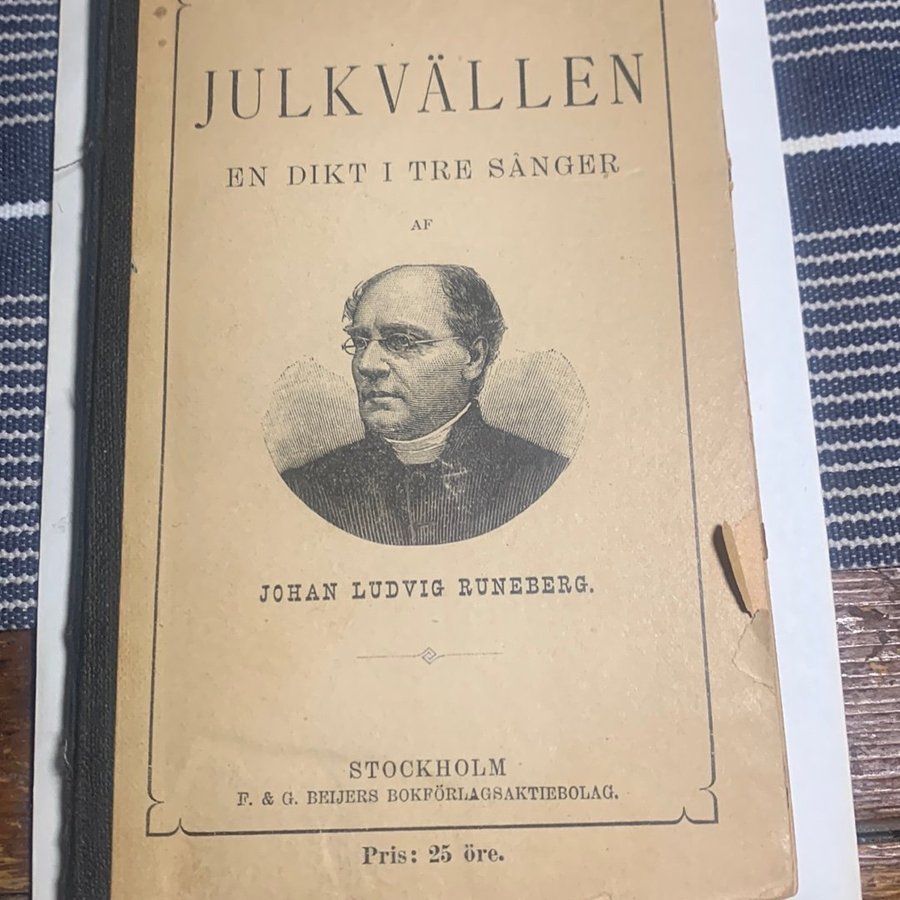 JULKVÄLLEN
EN DIKT I TRE SÅNGER
AF
JOHAN LUDVIG RUNEBERG.
STOCKHOLM
F. & G. BEIJERS BOKFÖRLAGSAKTIEBOLAG.
Pris: 25 öre.